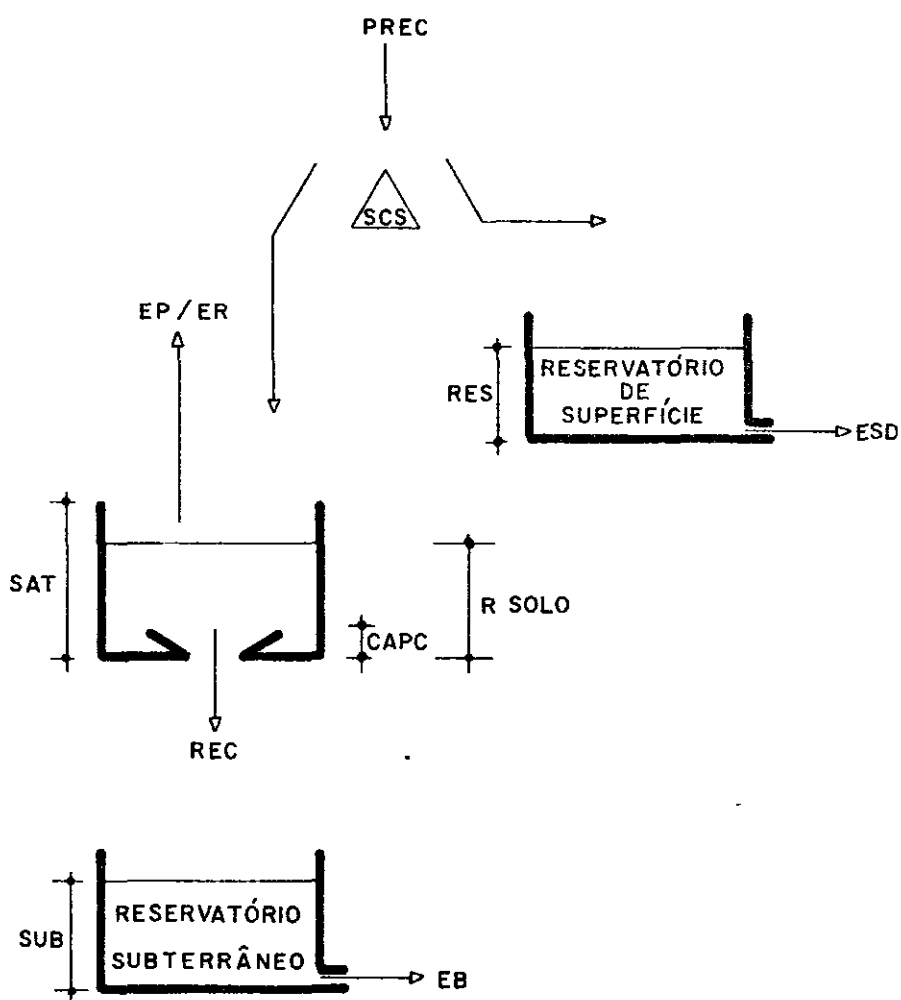 PREC
SCS
EP/ER
RES
RESERVATÓRIO
DE
SUPERFÍCIE
ESD
SAT
CAPC
R SOLO
REC
SUB
RESERVATÓRIO
SUBTERRÂNEO
EB